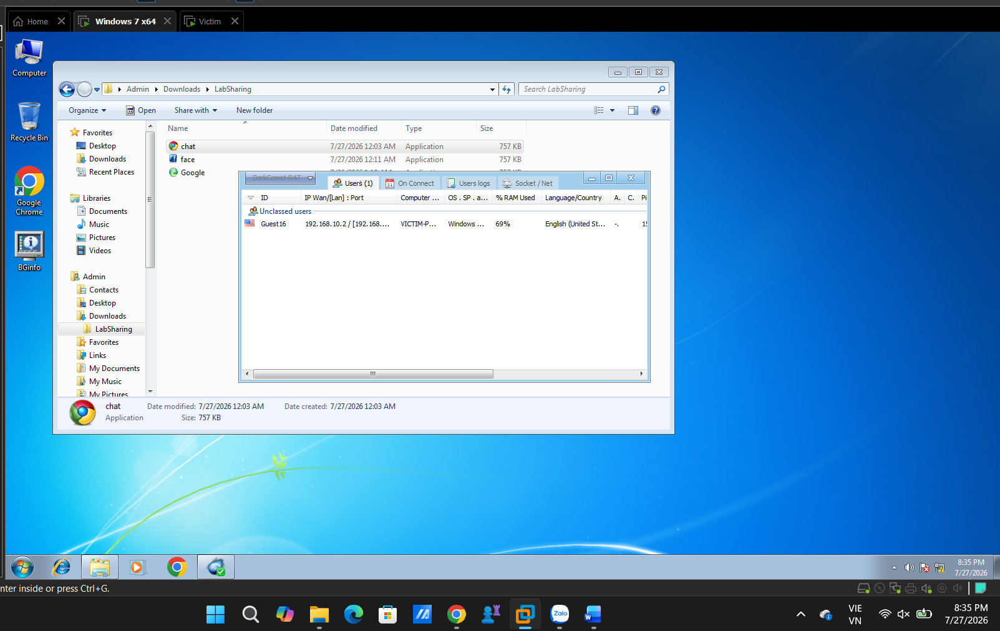 Home
Windows 7 x64
Victim
Computer
Recycle Bin
Google
Chrome
BGinfo
Admin
Downloads
LabSharing
Search LabSharing
Organize
Open
Share with
New folder
Favorites
Desktop
Downloads
Recent Places
Libraries
Documents
Music
Pictures
Videos
Admin
Contacts
Desktop
Downloads
LabSharing
Favorites
Links
My Documents
My Music
My Pictures
Name Date modified Type Size
chat 7/27/2026 12:03 AM Application 757 KB
face 7/27/2026 12:11 AM Application 757 KB
Google
DarkComet-RAT
Users (1)
On Connect
Users logs
Socket / Net
ID IP Wan/[Lan] : Port Computer ... OS . SP . a... % RAM Used Language/Country A. C. Pi
Unclassed users
Guest16 192.168.10.2 / [192.168.... VICTIM-P... Windows ... 69% English (United St... -.
chat Date modified: 7/27/2026 12:03 AM Date created: 7/27/2026 12:03 AM
Application Size: 757 KB
8:35 PM
7/27/2026
nter inside or press Ctrl+G.
Zalo
W
VIE
VN
8:35 PM
7/27/2026